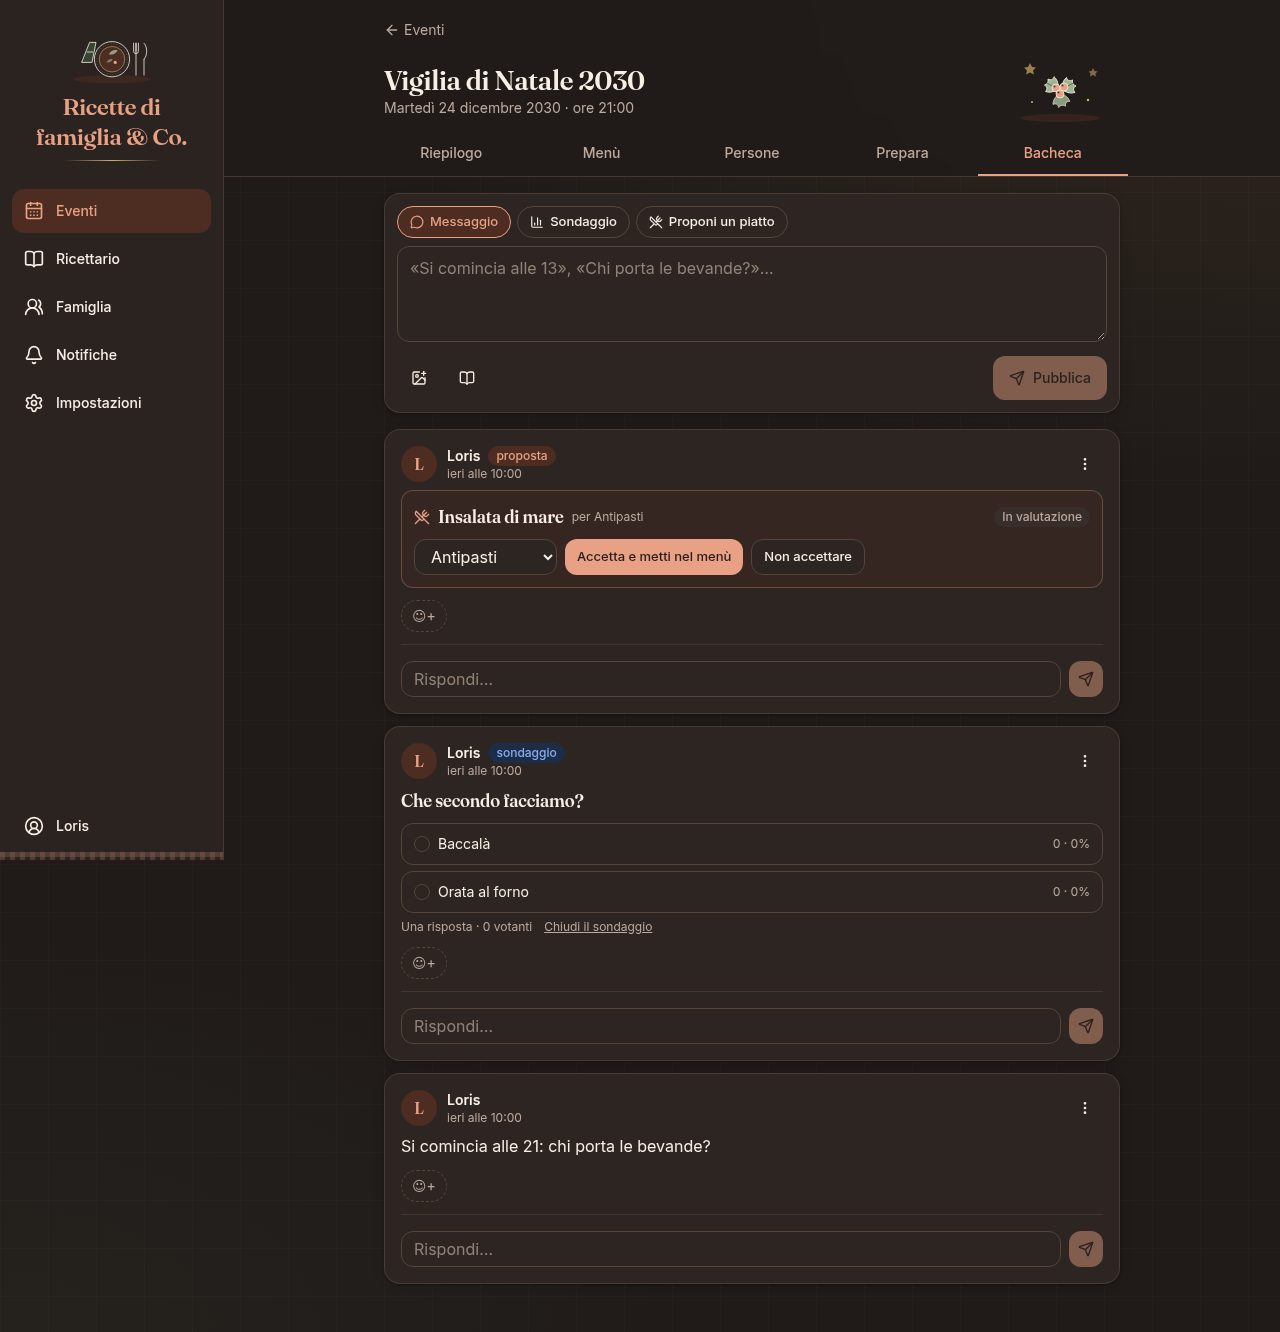 Ricette di
famiglia & Co.
Eventi
Ricettario
Famiglia
Notifiche
Impostazioni
Loris
Eventi
Vigilia di Natale 2030
Martedì 24 dicembre 2030 · ore 21:00
Riepilogo
Menù
Persone
Prepara
Bacheca
Messaggio
Sondaggio
Proponi un piatto
«Si comincia alle 13», «Chi porta le bevande?»...
Pubblica
L
Loris
proposta
ieri alle 10:00
Insalata di mare
per Antipasti
In valutazione
Antipasti
Accetta e metti nel menù
Non accettare
Rispondi...
L
Loris
sondaggio
ieri alle 10:00
Che secondo facciamo?
Baccalà
0 · 0%
Orata al forno
0 · 0%
Una risposta · 0 votanti
Chiudi il sondaggio
Rispondi...
L
Loris
ieri alle 10:00
Si comincia alle 21: chi porta le bevande?
Rispondi...